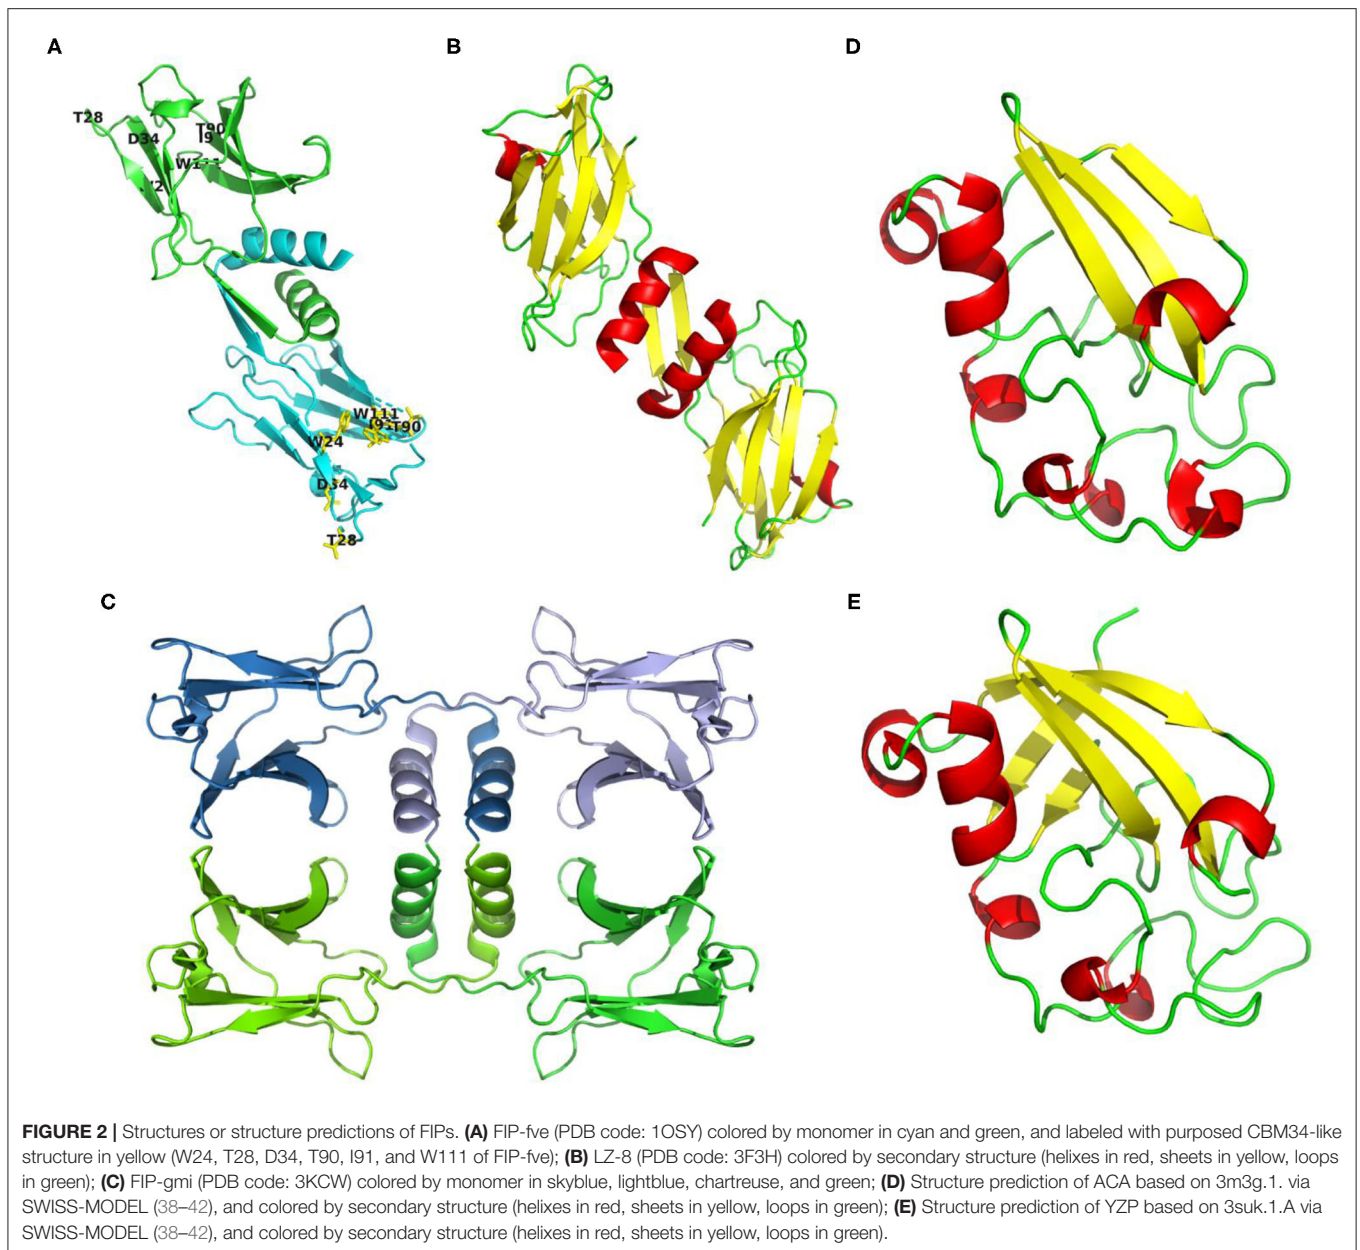 A
B
D
T28
D34
T90
I9
W111
W24
D34
T28
T90
C
E
FIGURE 2 | Structures or structure predictions of FIPs. (A) FIP-fve (PDB code: 1OSY) colored by monomer in cyan and green, and labeled with purposed CBM34-like
structure in yellow (W24, T28, D34, T90, I91, and W111 of FIP-fve); (B) LZ-8 (PDB code: 3F3H) colored by secondary structure (helixes in red, sheets in yellow, loops
in green); (C) FIP-gmi (PDB code: 3KCW) colored by monomer in skyblue, lightblue, chartreuse, and green; (D) Structure prediction of ACA based on 3m3g.1. via
SWISS-MODEL (38–42), and colored by secondary structure (helixes in red, sheets in yellow, loops in green); (E) Structure prediction of YZP based on 3suk.1.A via
SWISS-MODEL (38–42), and colored by secondary structure (helixes in red, sheets in yellow, loops in green).